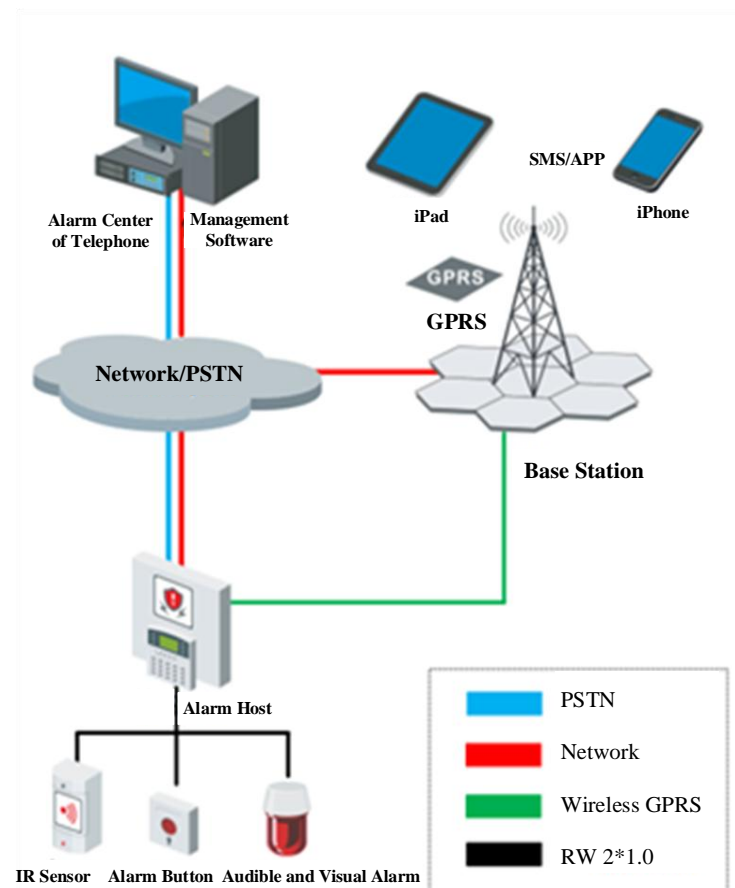 SMS/APP
Alarm Center
of Telephone
Management
Software
iPad
iPhone
GPRS
GPRS
Network/PSTN
Base Station
Alarm Host
PSTN
Network
Wireless GPRS
RW 2*1.0
IR Sensor
Alarm Button
Audible and Visual Alarm